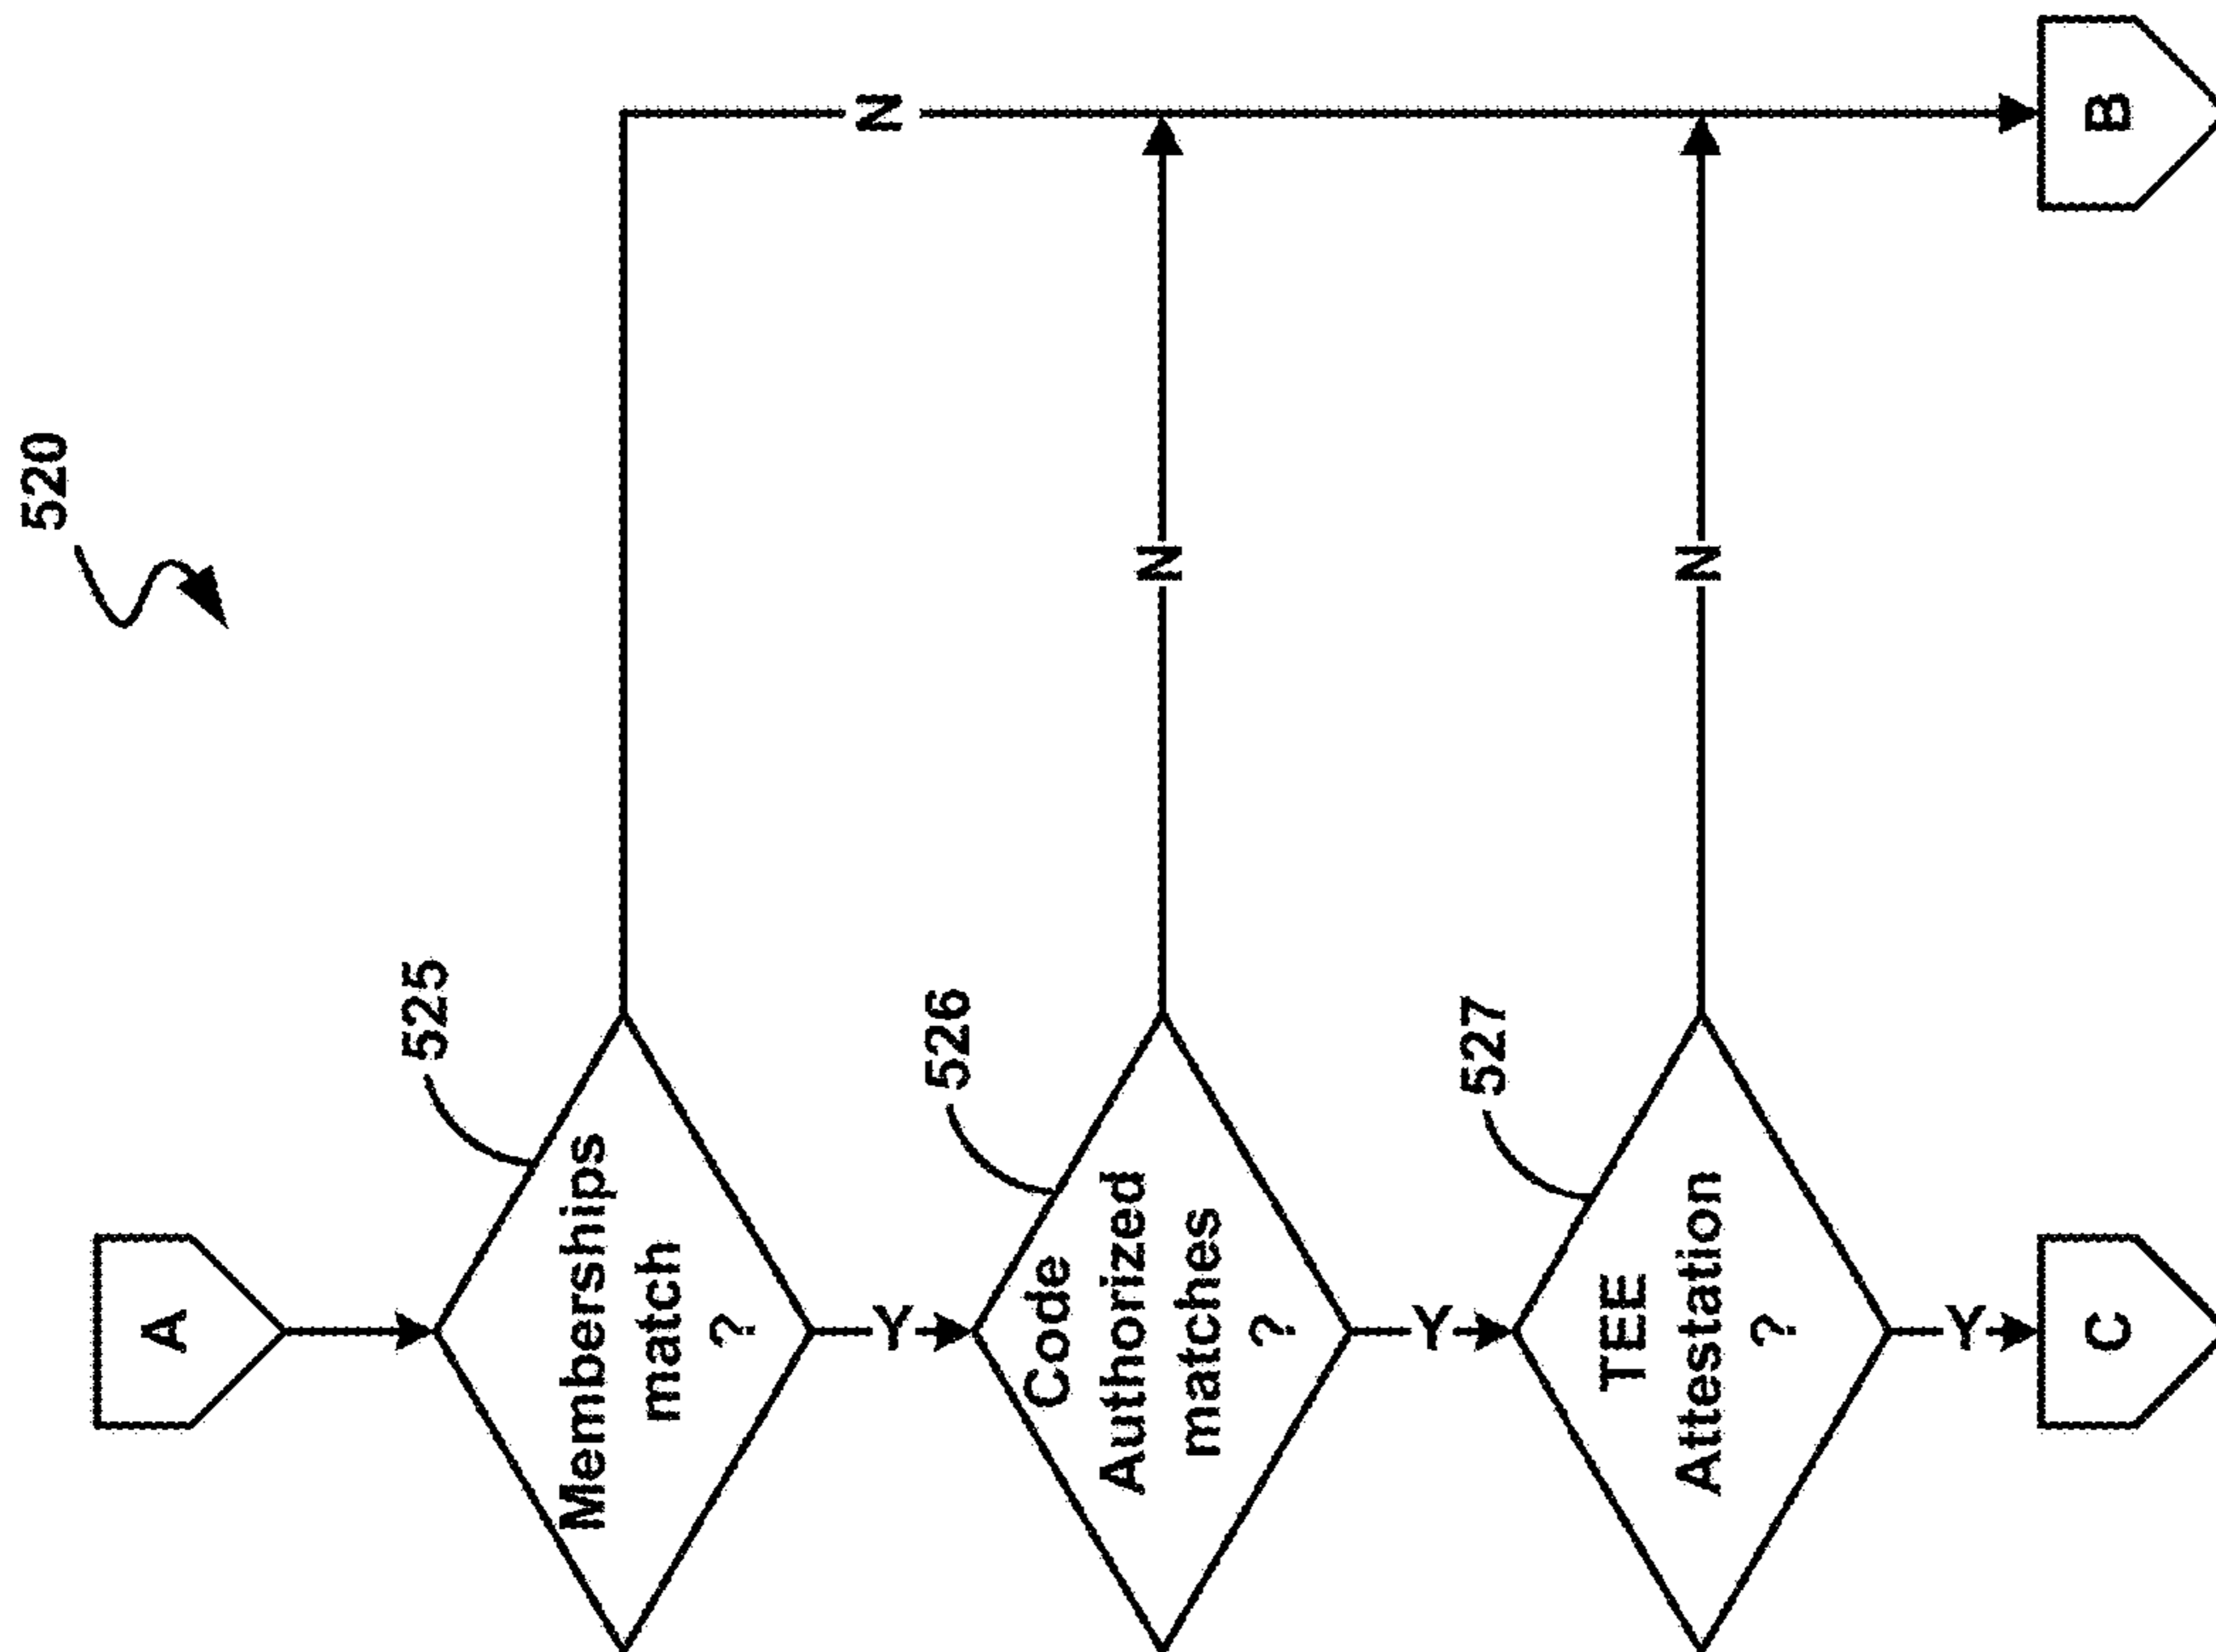 520
A
525
Memberships
match
?
N
Y
526
Code
Authorized
matches
?
N
Y
527
TEE
Attestation
?
N
Y
C
B